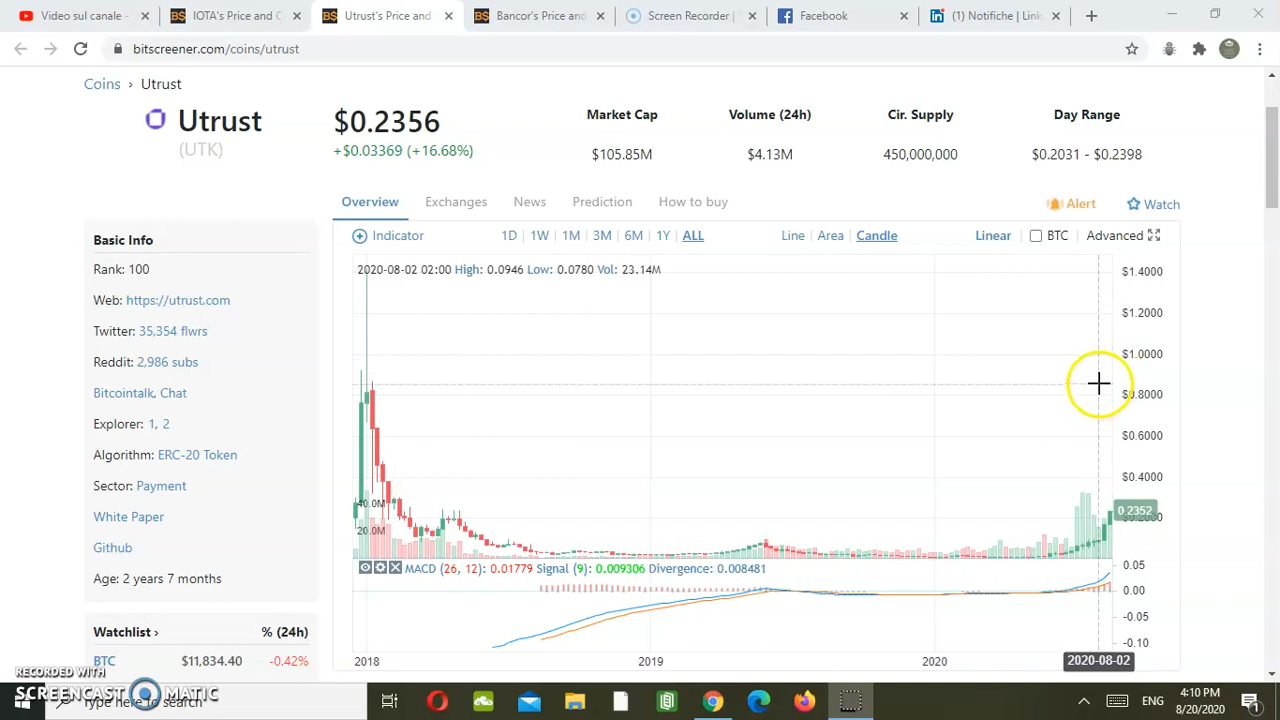 Videsi sul canale -
IOTA's Price and C
Utrust's Price and
Bancor's Price and
Screen Recorder |
Facebook
(1) Notifiche | Link
bitscreener.com/coins/utrust
Coins › Utrust
Utrust
(UTK)
$0.2356
+$0.03369 (+16.68%)
Market Cap
$105.85M
Volume (24h)
$4.13M
Cir. Supply
450,000,000
Day Range
$0.2031 - $0.2398
Overview Exchanges News Prediction How to buy
Alert Watch
Basic Info
Rank: 100
Web: https://utrust.com
Twitter: 35,354 flwrs
Reddit: 2,986 subs
Bitcointalk, Chat
Explorer: 1, 2
Algorithm: ERC-20 Token
Sector: Payment
White Paper
Github
Age: 2 years 7 months
Watchlist › % (24h)
BTC $11,834.40 -0.42%
Indicator 1D 1W 1M 3M 6M 1Y ALL Line Area Candle Linear BTC Advanced
2020-08-02 02:00 High: 0.0946 Low: 0.0780 Vol: 23.14M
$1.4000
$1.2000
$1.0000
$0.8000
$0.6000
$0.4000
0.2352
$0.2000
40.0M
20.0M
MACD (26, 12): 0.01779 Signal (9): 0.009306 Divergence: 0.008481
0.05
0.00
-0.05
-0.10
2018 2019 2020 2020-08-02
RECORDED WITH
SCREENCAST MATIC
Type here to search
ENG
4:10 PM
8/20/2020
1